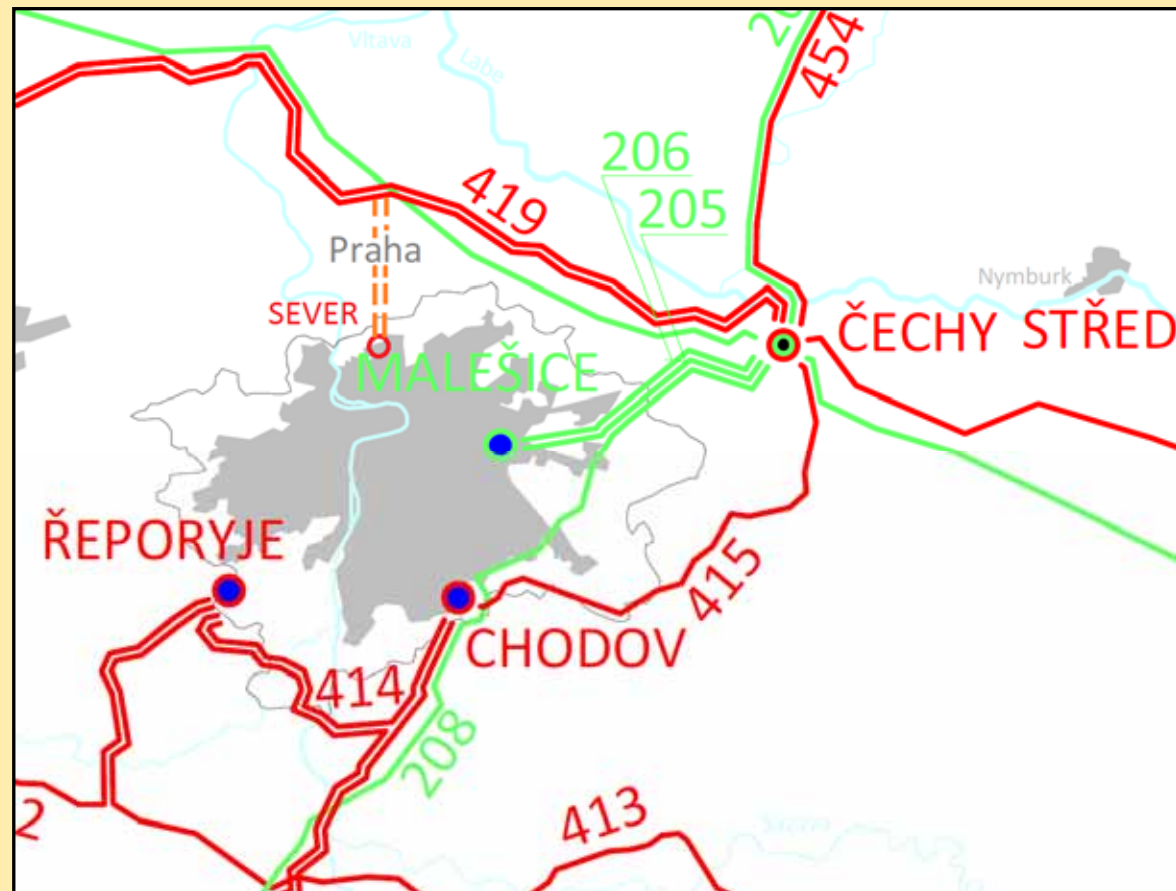 Vltava
Labe
20
454
206
205
419
Praha
Nymburk
SEVER
ČECHY STŘED
MALEŠICE
ŘEPORYJE
415
CHODOV
414
208
413
2